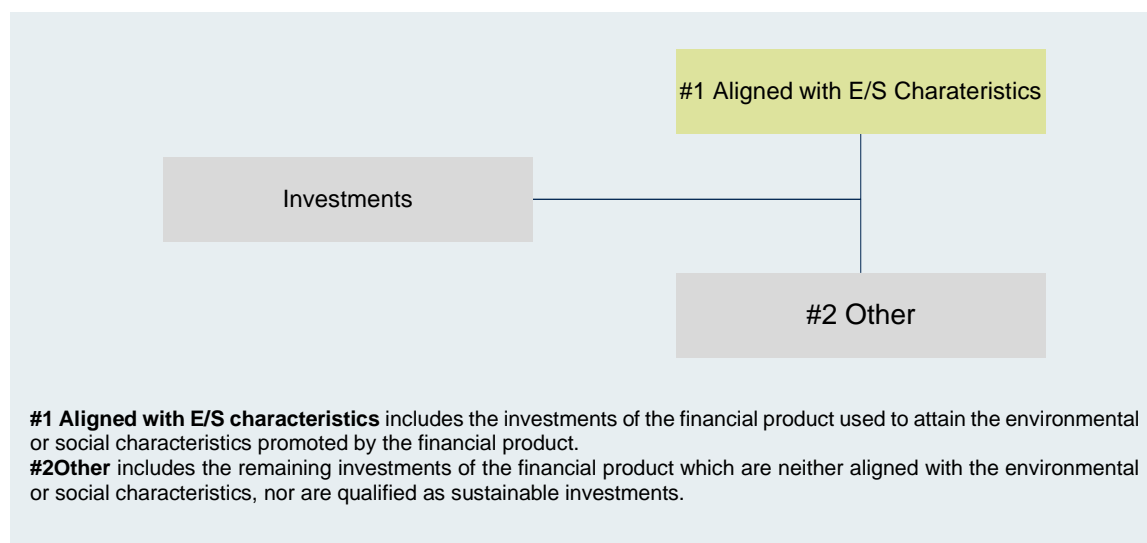 #1 Aligned with E/S Charateristics
Investments
#2 Other
#1 Aligned with E/S characteristics includes the investments of the financial product used to attain the environmental
or social characteristics promoted by the financial product.
#2Other includes the remaining investments of the financial product which are neither aligned with the environmental
or social characteristics, nor are qualified as sustainable investments.